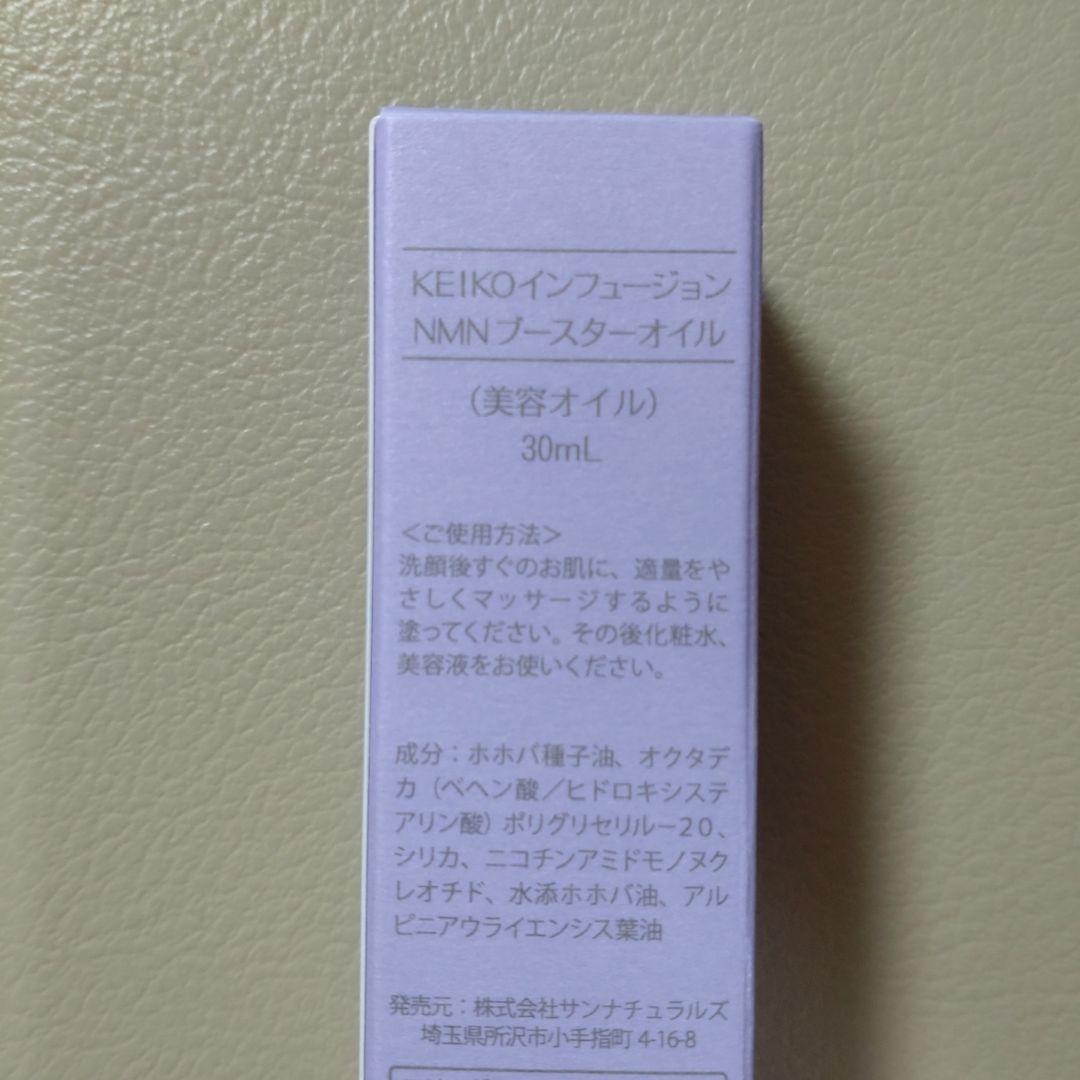 KEIKOインフュージョン
NMNブースターオイル
（美容オイル）
30mL
＜ご使用方法＞
洗顔後すぐのお肌に、適量をや
さしくマッサージするように
塗ってください。その後化粧水、
美容液をお使いください。
成分：ホホバ種子油、オクタデ
カ（ベヘン酸／ヒドロキシステ
アリン酸）ポリグリセリルー20、
シリカ、ニコチンアミドモノヌク
レオチド、水添ホホバ油、アル
ピニアウライエンシス葉油
発売元：株式会社サンナチュラルズ
埼玉県所沢市小手指町 4-16-8